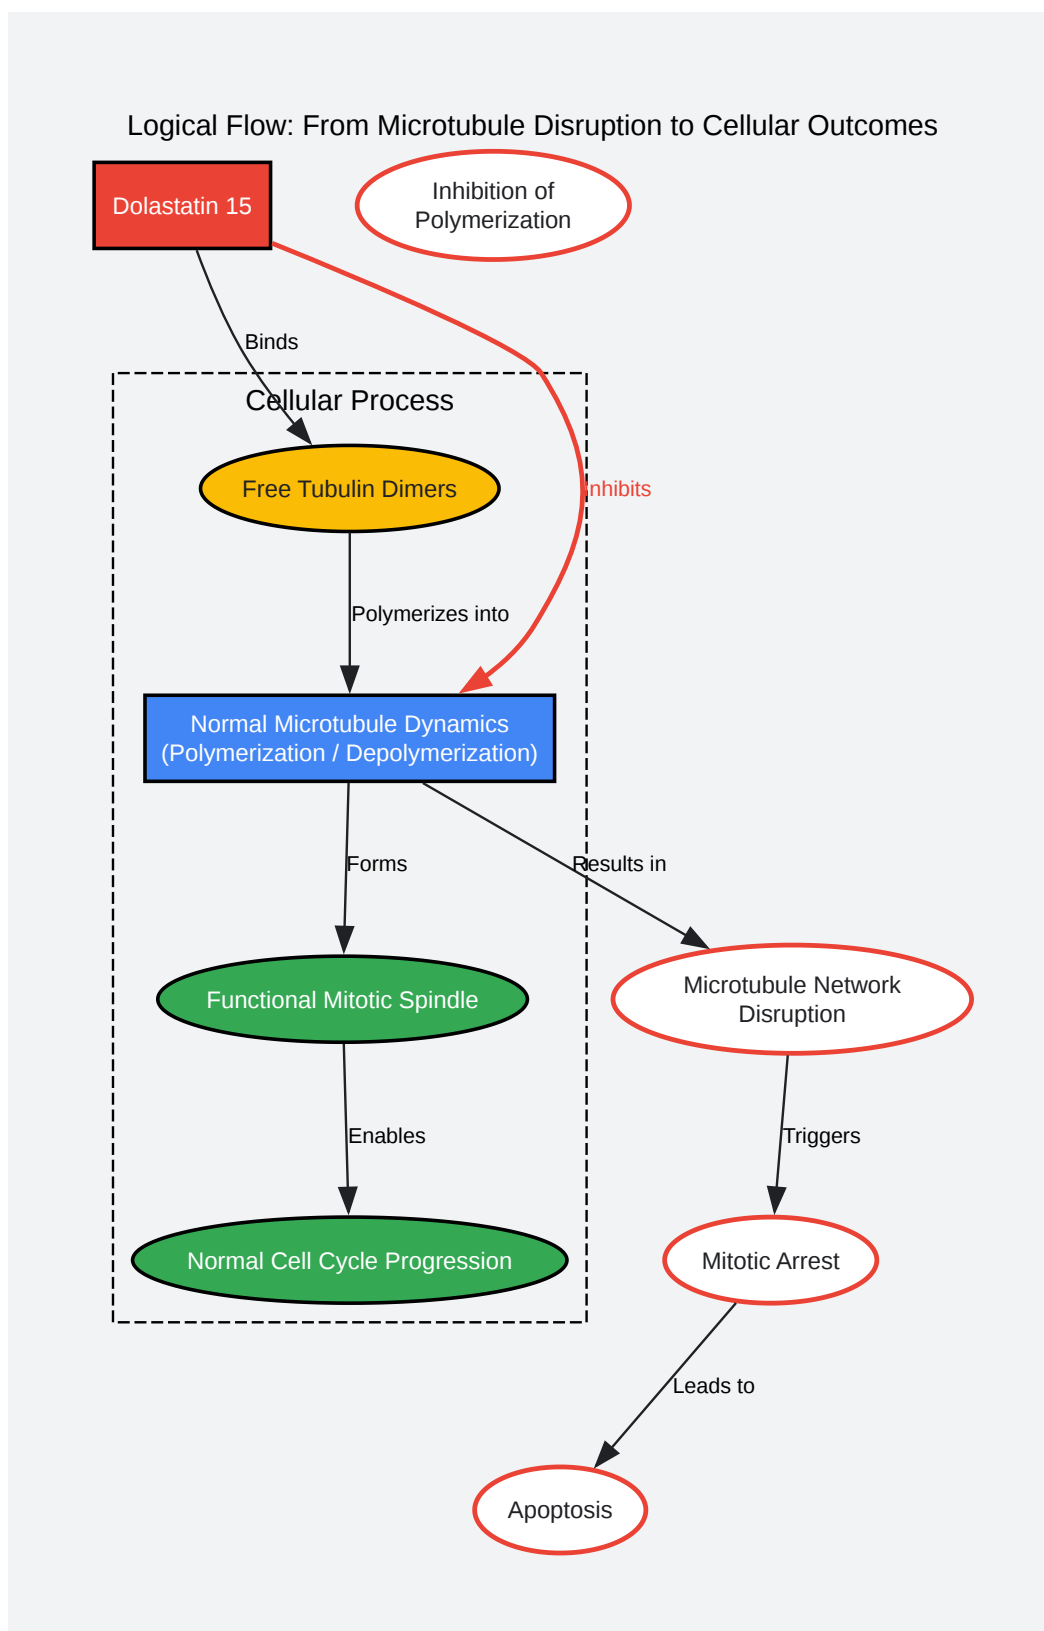 Logical Flow: From Microtubule Disruption to Cellular Outcomes
Dolastatin 15
Inhibition of
Polymerization
Binds
Cellular Process
Free Tubulin Dimers
Inhibits
Polymerizes into
Normal Microtubule Dynamics
(Polymerization / Depolymerization)
Forms
Results in
Functional Mitotic Spindle
Microtubule Network
Disruption
Enables
Triggers
Normal Cell Cycle Progression
Mitotic Arrest
Leads to
Apoptosis